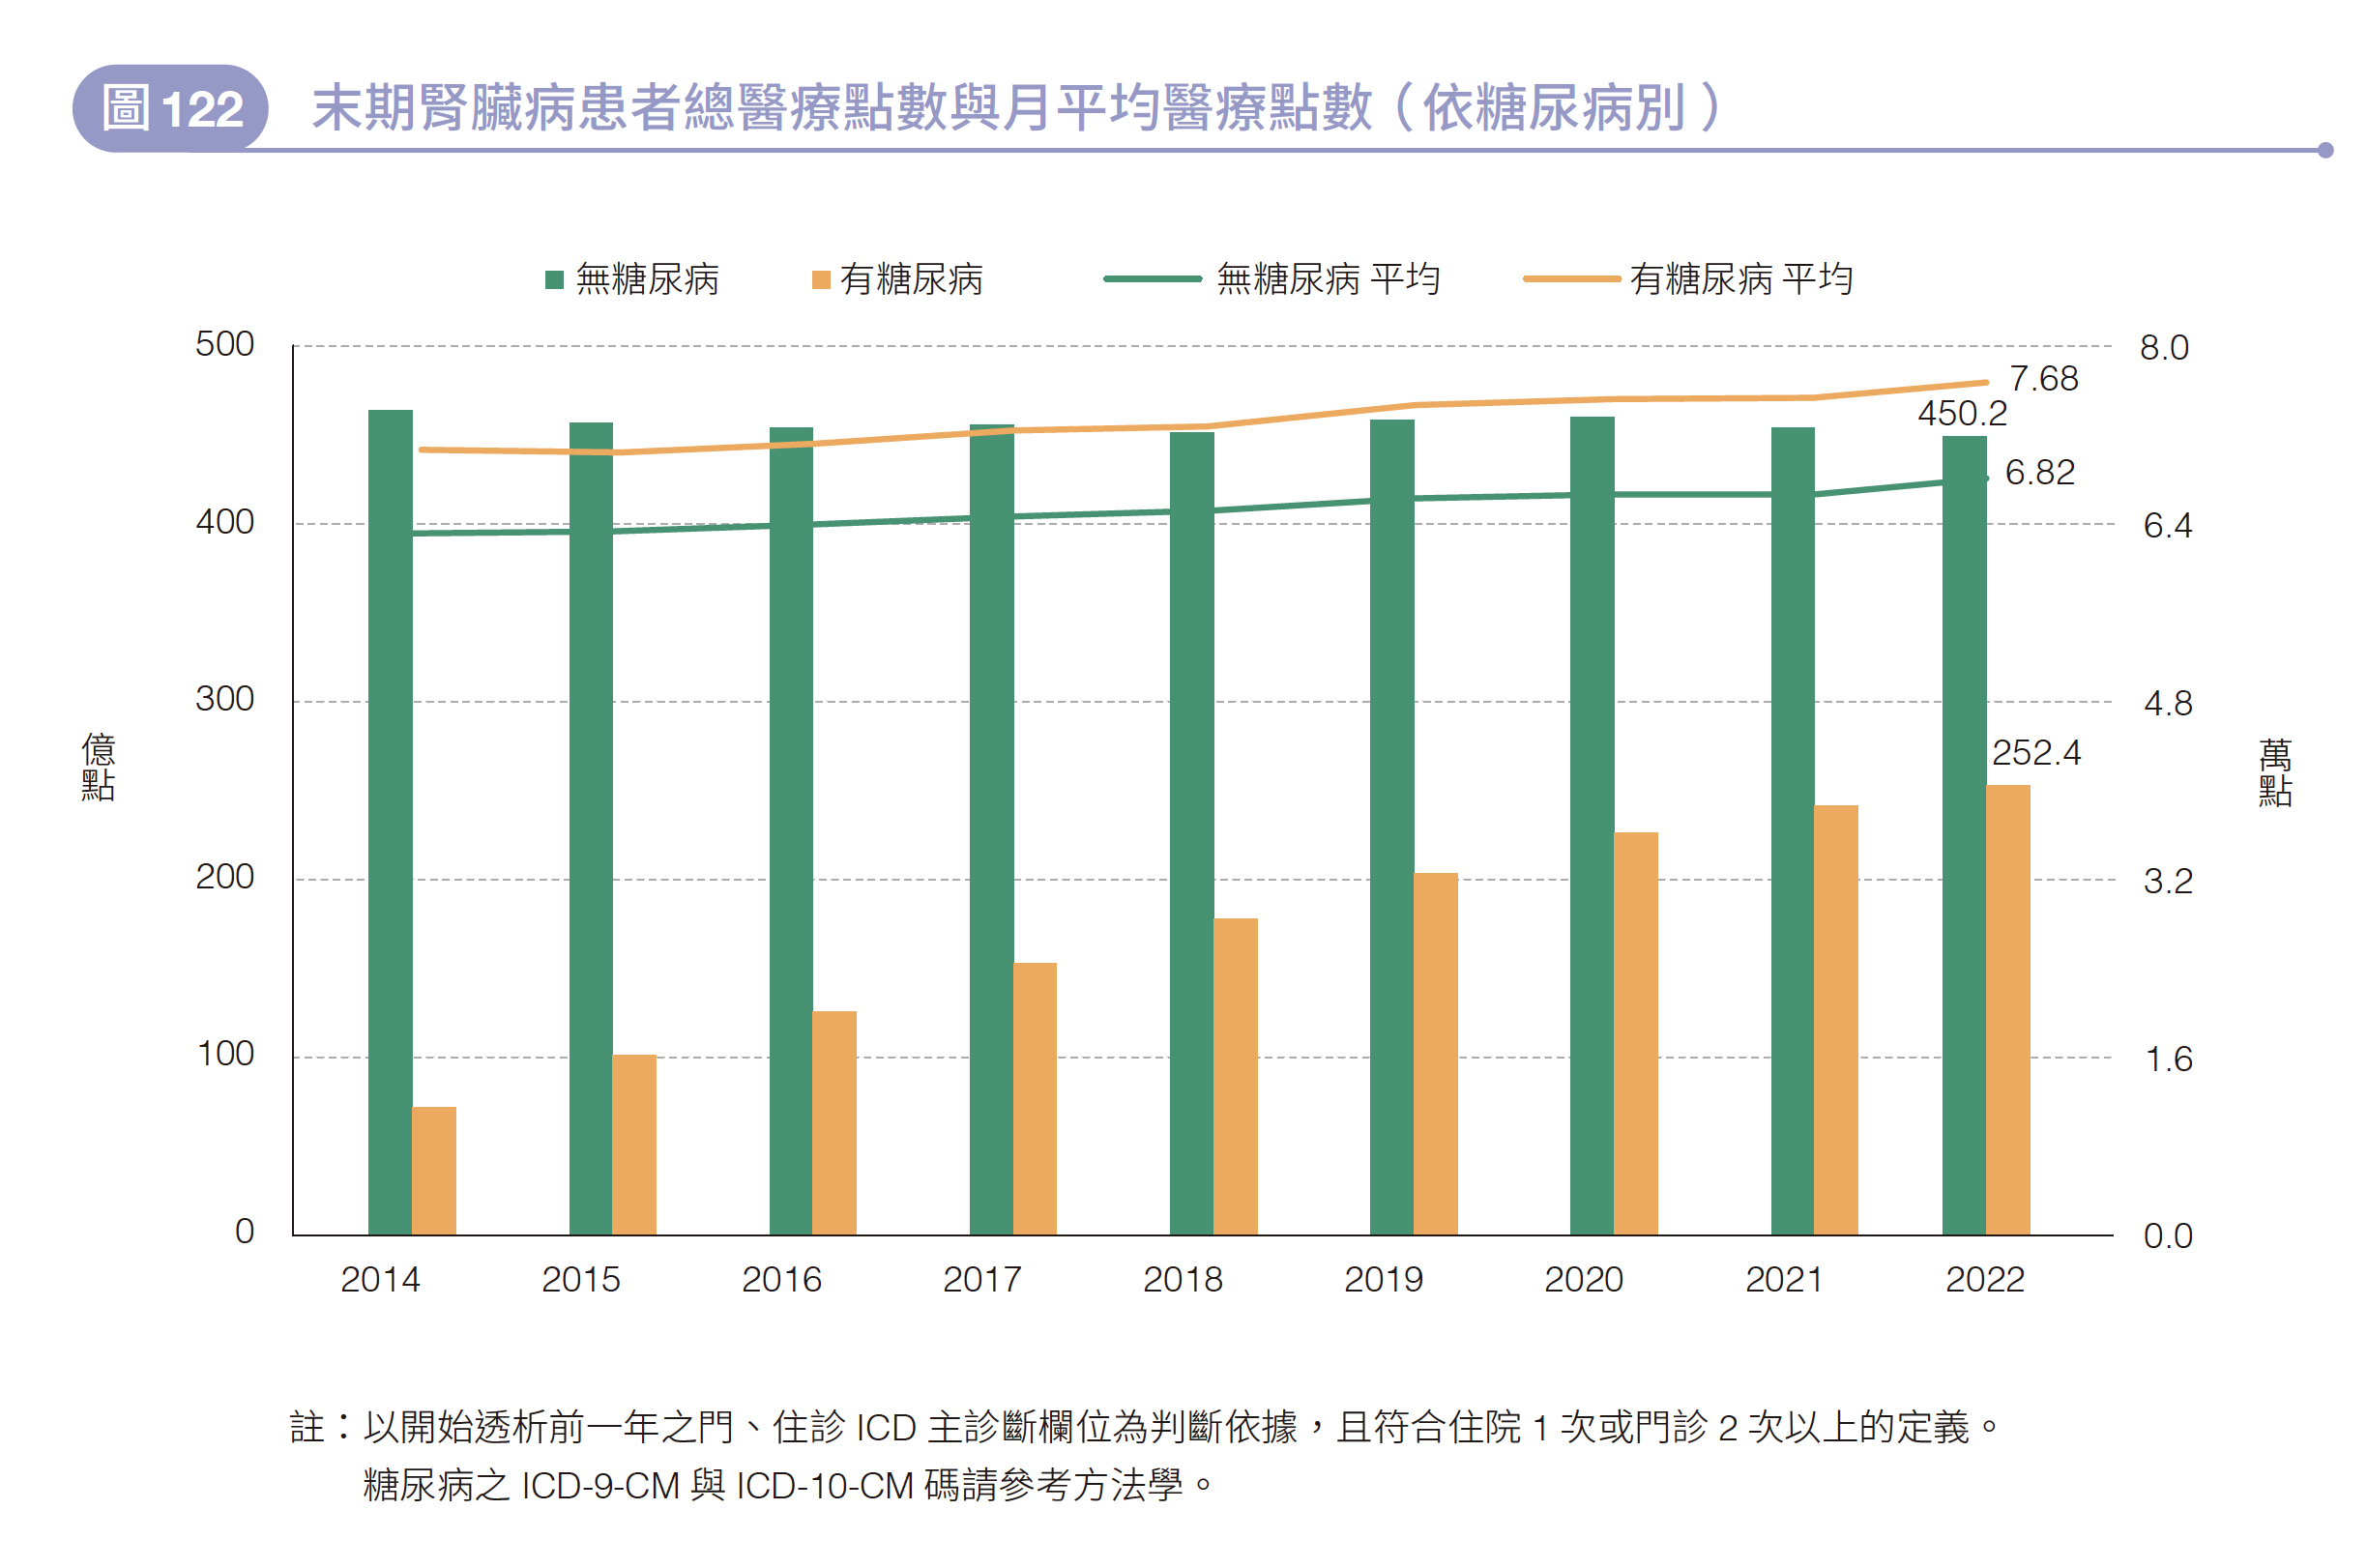 圖 122 末期腎臟病患者總醫療點數與月平均醫療點數（依糖尿病別）
無糖尿病 有糖尿病 無糖尿病 平均 有糖尿病 平均
500
400
300
200
100
0
億點
8.0
6.4
4.8
3.2
1.6
0.0
萬點
7.68
450.2
6.82
252.4
2014 2015 2016 2017 2018 2019 2020 2021 2022
註：以開始透析前一年之門、住診 ICD 主診斷欄位為判斷依據，且符合住院 1 次或門診 2 次以上的定義。
糖尿病之 ICD-9-CM 與 ICD-10-CM 碼請參考方法學。